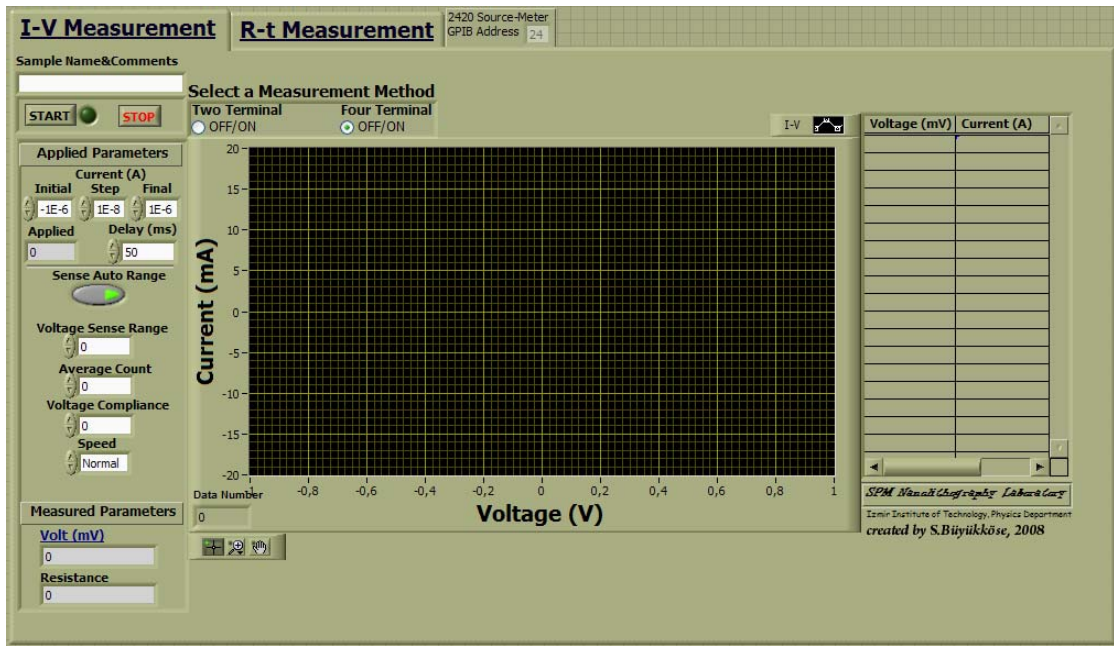 I-V Measurement R-t Measurement
2420 Source-Meter
GPIB Address 24
Sample Name&Comments
START STOP
Select a Measurement Method
Two Terminal Four Terminal
OFF/ON OFF/ON
Applied Parameters
Current (A)
Initial Step Final
-1E-6 1E-8 1E-6
Applied Delay (ms)
0 50
Sense Auto Range
Voltage Sense Range
0
Average Count
0
Voltage Compliance
0
Speed
Normal
Measured Parameters
Volt (mV)
0
Resistance
0
I-V
Current (mA)
20
15
10
5
0
-5
-10
-15
-20
-1 -0,8 -0,6 -0,4 -0,2 0 0,2 0,4 0,6 0,8 1
Voltage (V)
Data Number
0
Voltage (mV) Current (A)
SPM Nanolithography Laboratory
Izmir Institute of Technology, Physics Department
created by S.Büyükköse, 2008